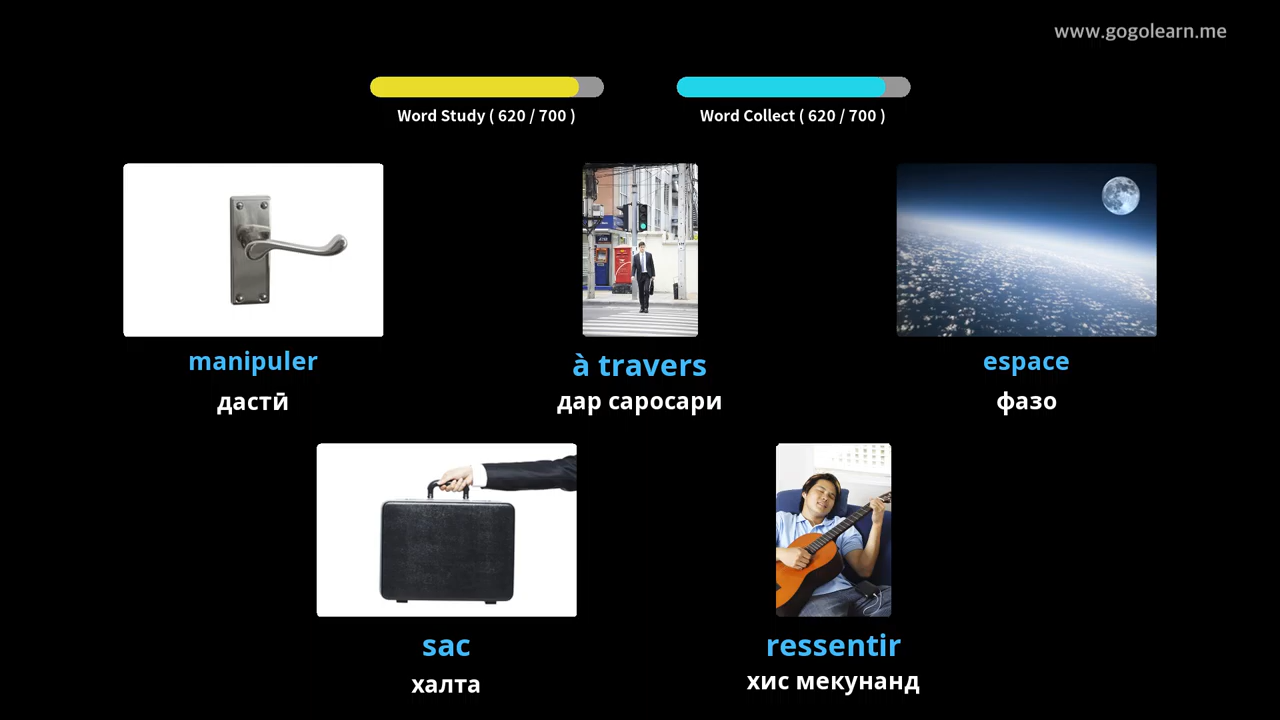 www.gogolearn.me
Word Study ( 620 / 700 )
Word Collect ( 620 / 700 )
manipuler
дастӣ
à travers
дар саросари
espace
фазо
sac
халта
ressentir
хис мекунанд